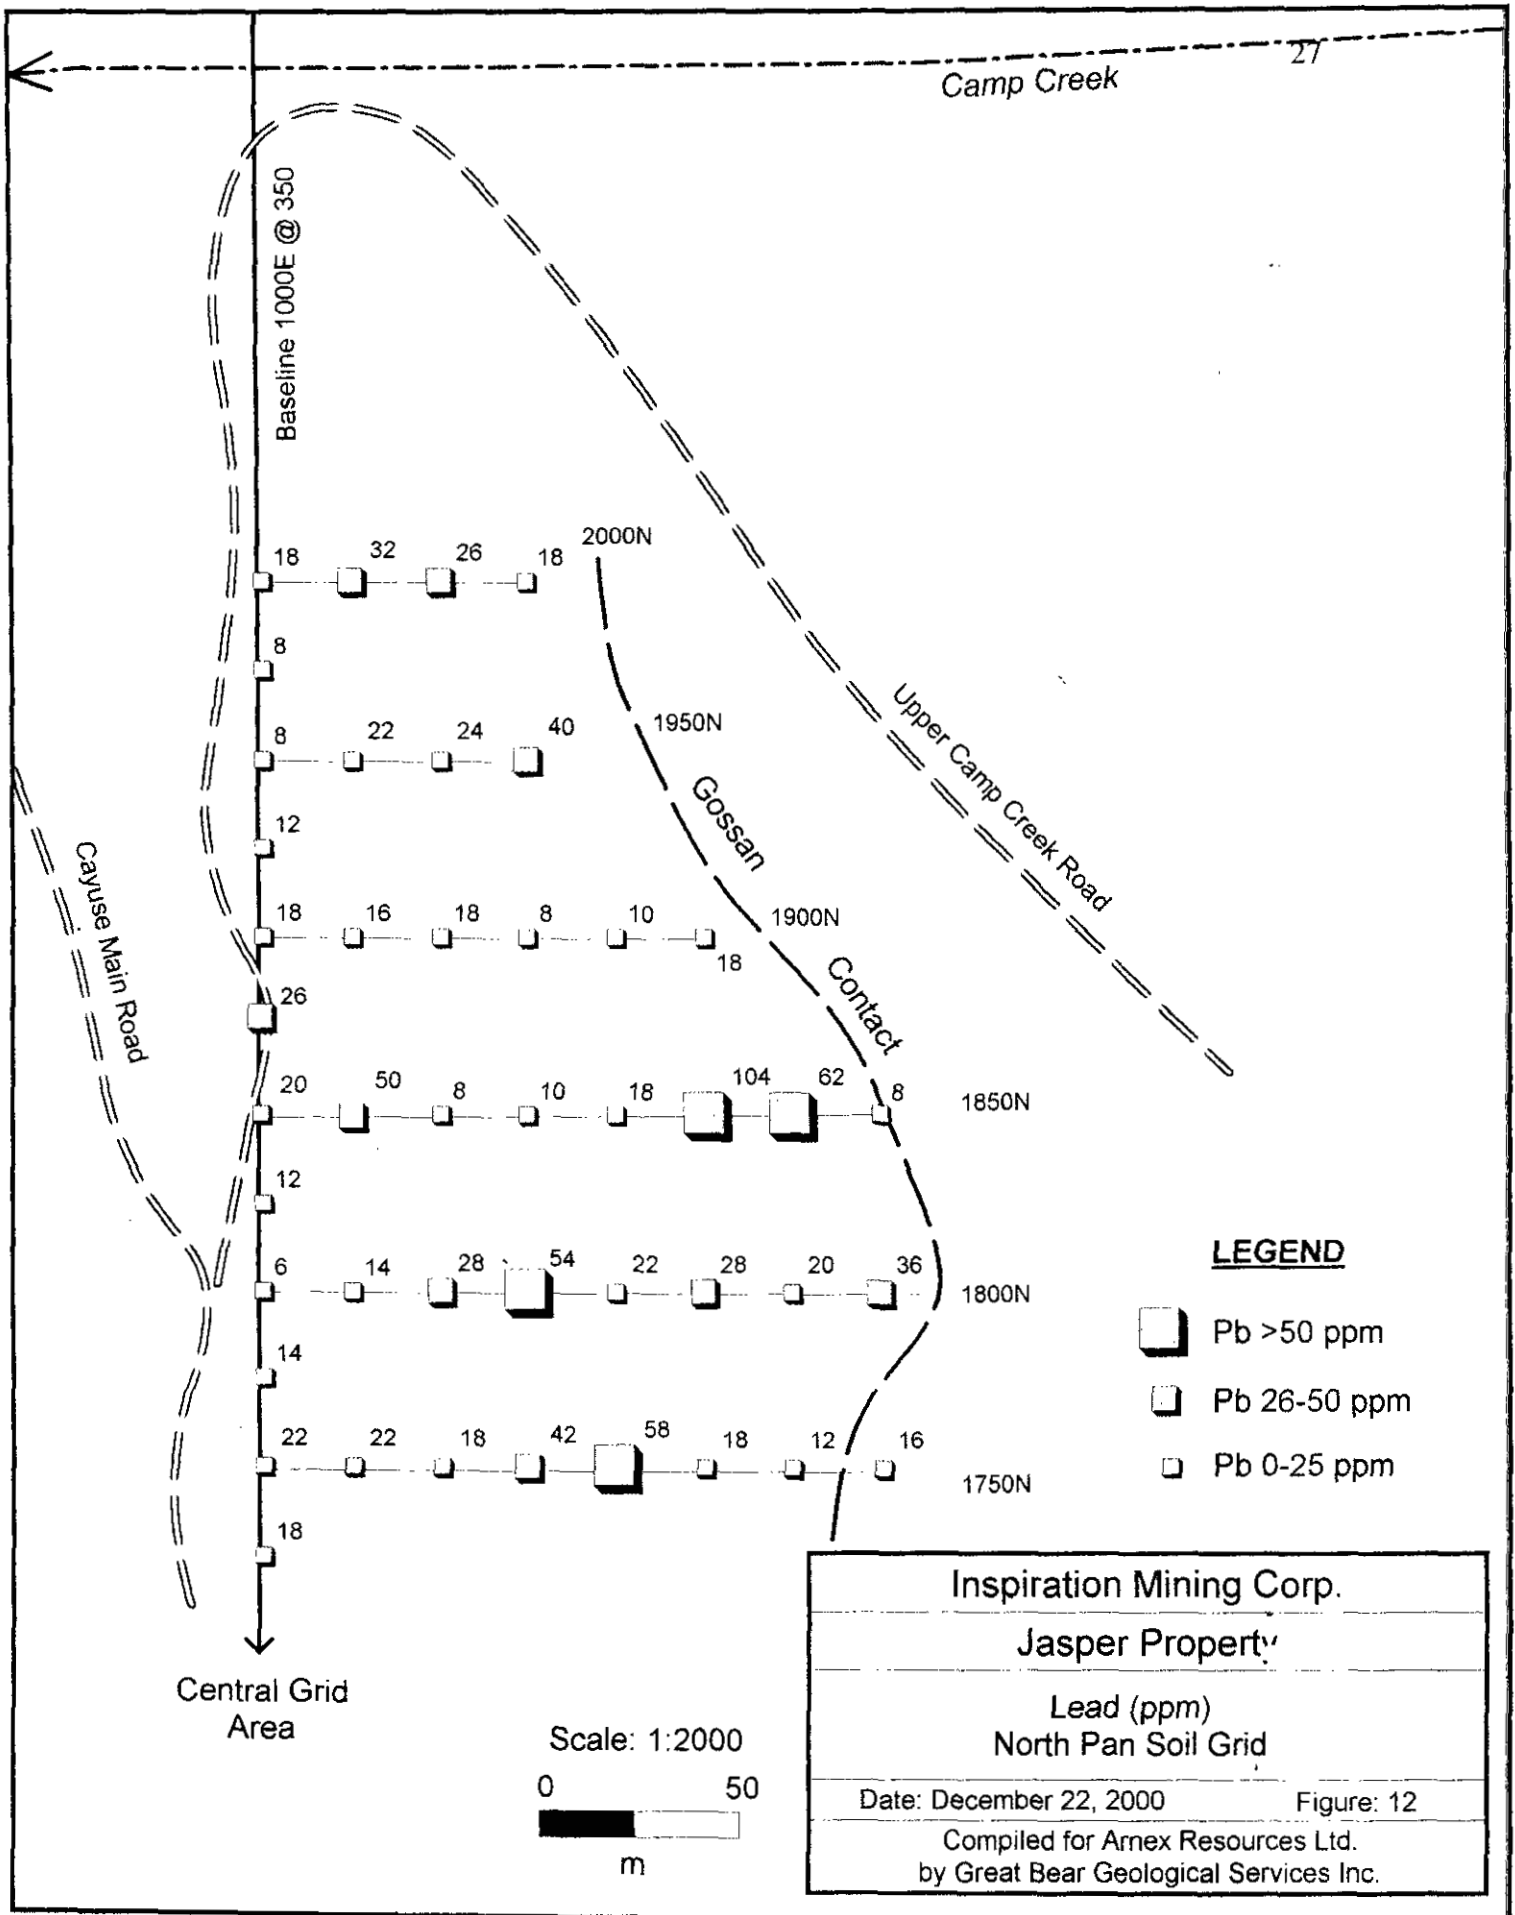 27
Camp Creek
Baseline 1000E @ 350
2000N
18 32 26 18
8
1950N
8 22 24 40
Upper Camp Creek Road
Gossan
12
Cayuse Main Road
18 16 18 8 10 18
1900N
Contact
26
20 50 8 10 18 104 62 8
1850N
12
6 14 28 54 22 28 20 36
1800N
LEGEND
Pb >50 ppm
Pb 26-50 ppm
Pb 0-25 ppm
14
22 22 18 42 58 18 12 16
1750N
18
Central Grid
Area
Scale: 1:2000
0 50
m
Inspiration Mining Corp.
Jasper Property
Lead (ppm)
North Pan Soil Grid
Date: December 22, 2000 Figure: 12
Compiled for Arnex Resources Ltd.
by Great Bear Geological Services Inc.